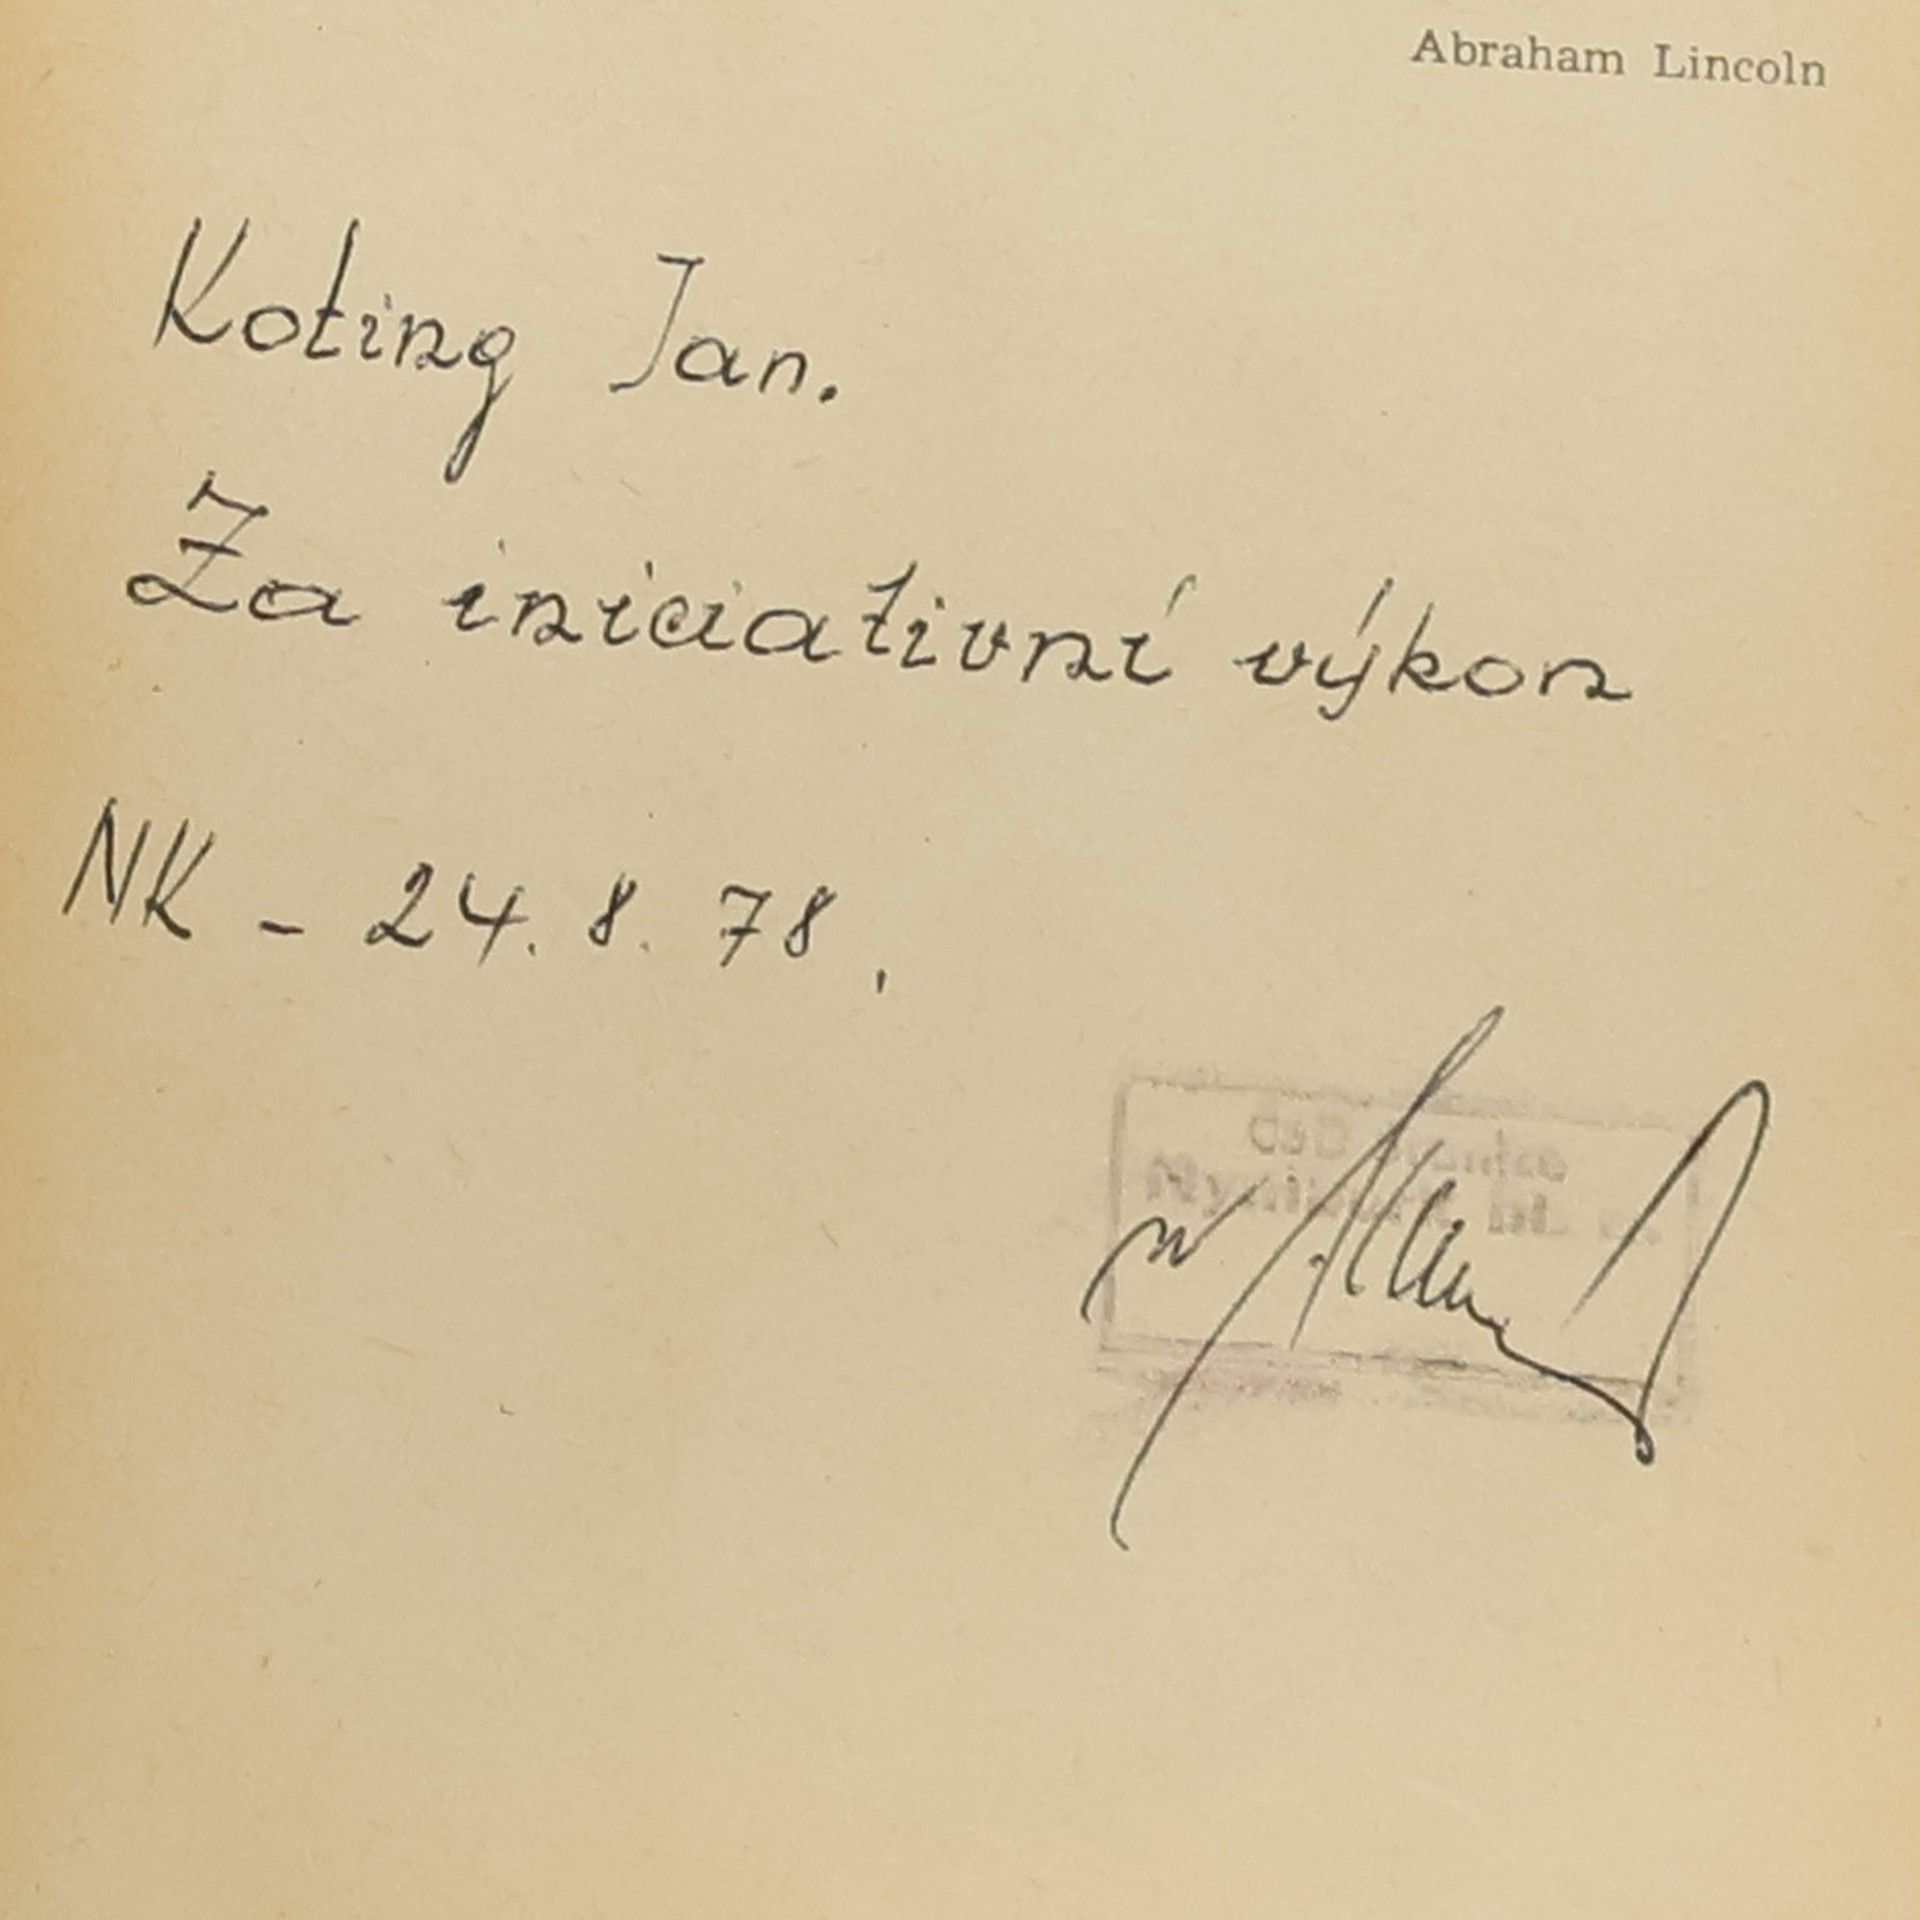 Abraham Lincoln
Koting Jan.
Za iniciativní výkon
NK - 24. 8. 78.